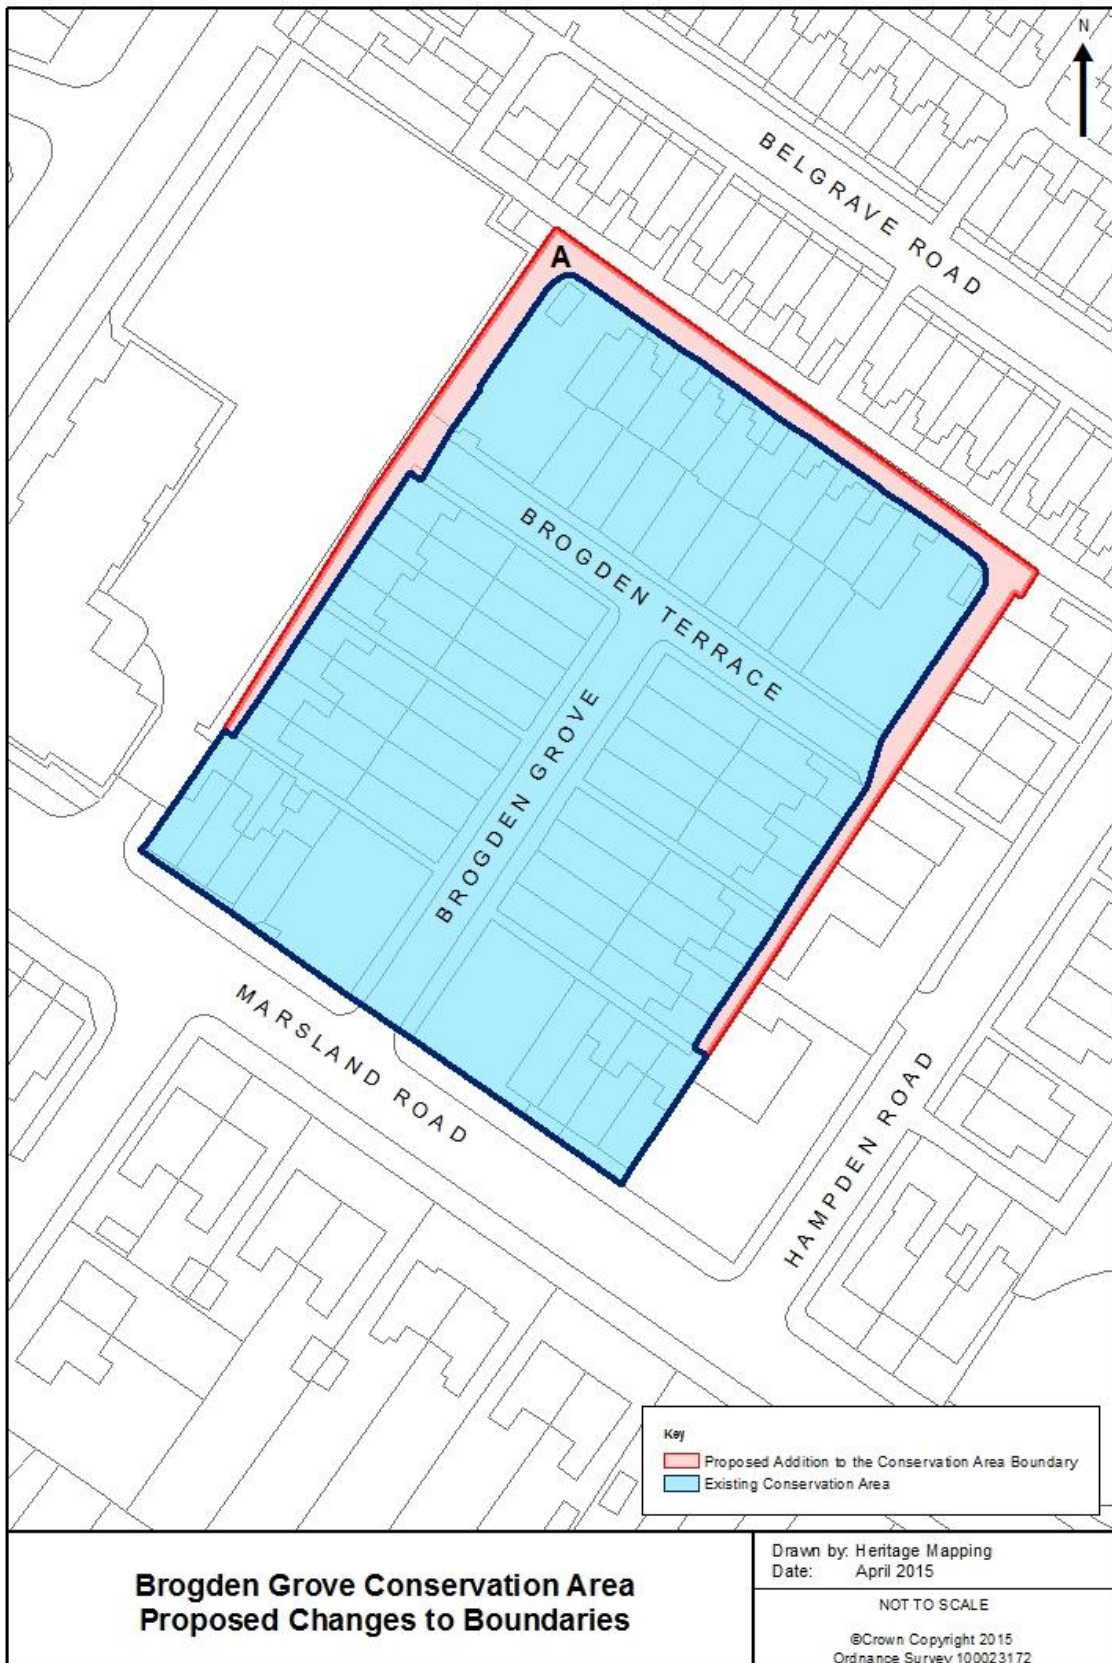 N
BELGRAVE ROAD
A
BROGDEN TERRACE
BROGDEN GROVE
MARSLAND ROAD
HAMPDEN ROAD
Key
Proposed Addition to the Conservation Area Boundary
Existing Conservation Area
Brogden Grove Conservation Area
Proposed Changes to Boundaries
Drawn by: Heritage Mapping
Date: April 2015
NOT TO SCALE
©Crown Copyright 2015
Ordnance Survey 100023172